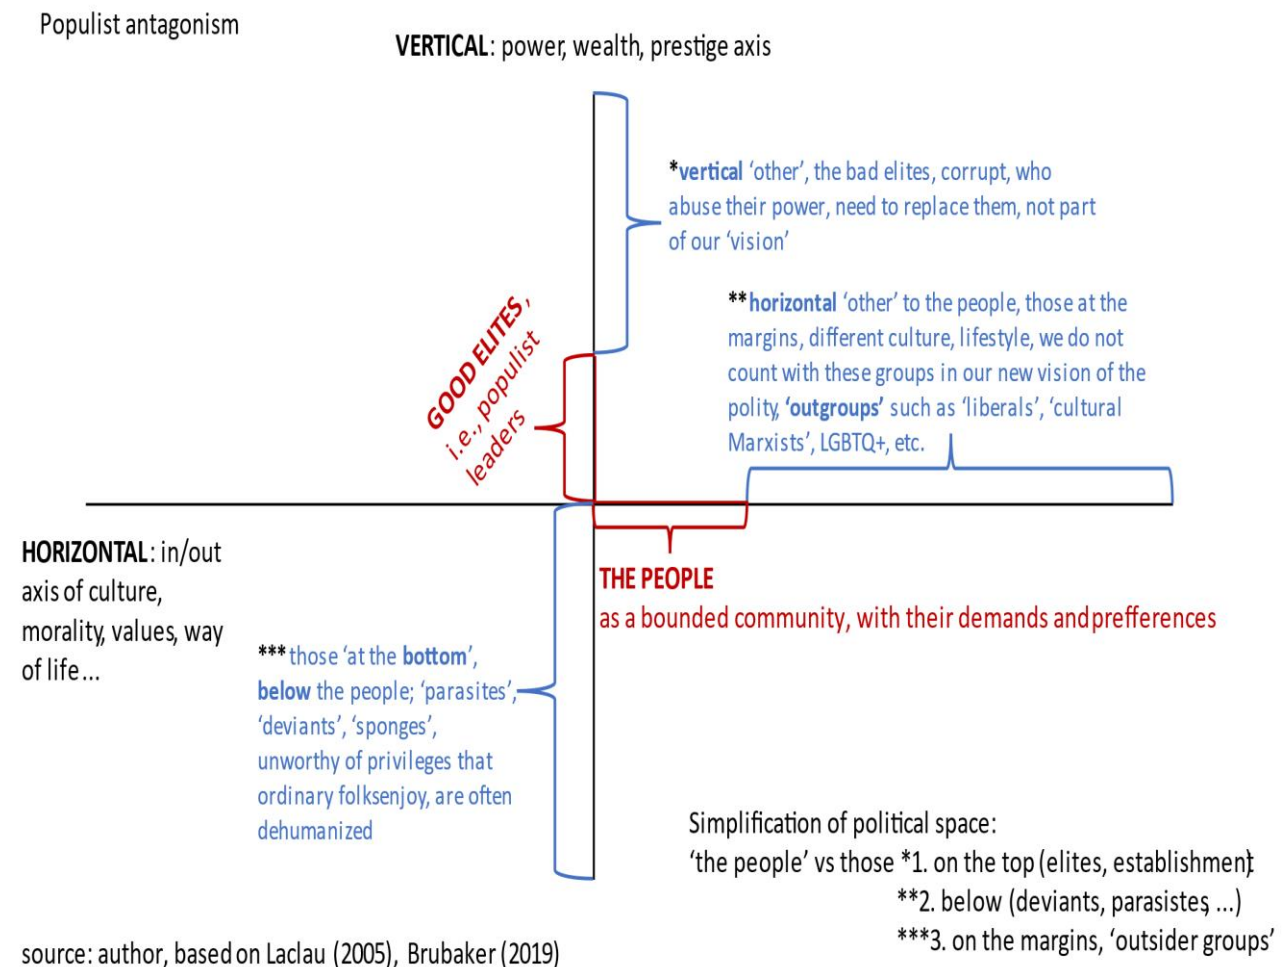 Populist antagonism
VERTICAL: power, wealth, prestige axis
*vertical ‘other’, the bad elites, corrupt, who
abuse their power, need to replace them, not part
of our ‘vision’
**horizontal ‘other’ to the people, those at the
margins, different culture, lifestyle, we do not
count with these groups in our new vision of the
polity, ‘outgroups’ such as ‘liberals’, ‘cultural
Marxists’, LGBTQ+, etc.
GOOD ELITES,
i.e., populist
leaders
HORIZONTAL: in/out
axis of culture,
morality, values, way
of life...
THE PEOPLE
as a bounded community, with their demands and prefferences
*** those ‘at the bottom’,
below the people; ‘parasites’,
‘deviants’, ‘sponges’,
unworthy of privileges that
ordinary folksenjoy, are often
dehumanized
Simplification of political space:
‘the people’ vs those *1. on the top (elites, establishment)
**2. below (deviants, parasistes, ...)
***3. on the margins, ‘outsider groups’
source: author, based on Laclau (2005), Brubaker (2019)